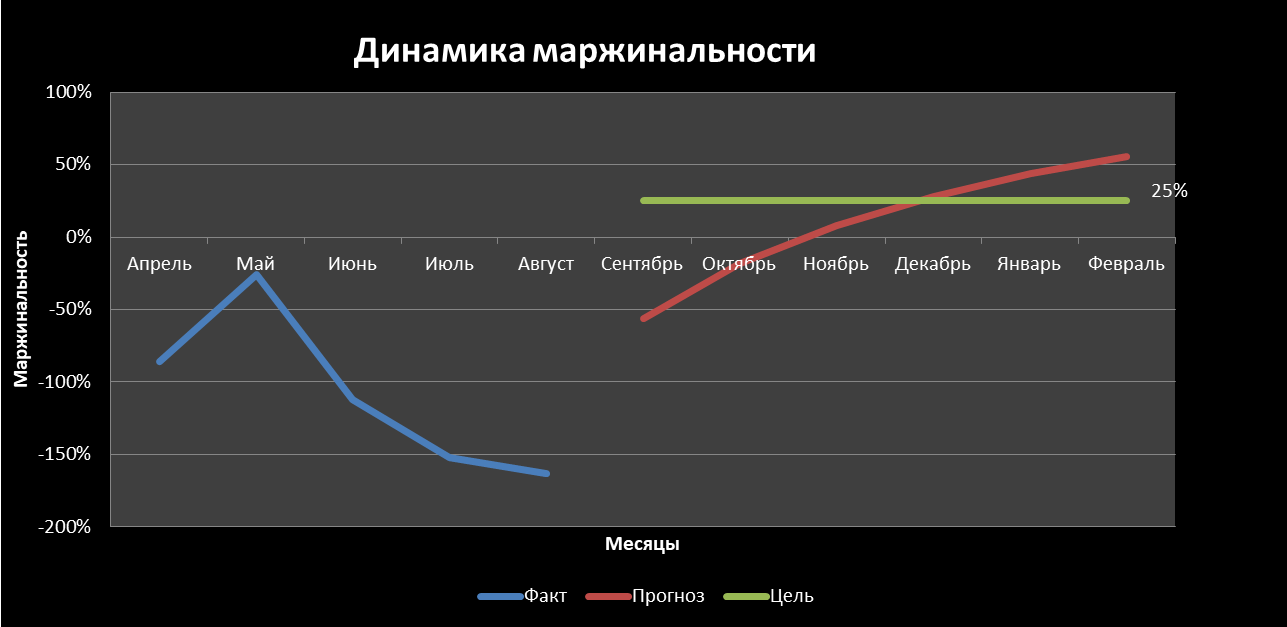 Динамика маржинальности
100%
50%
25%
0%
Апрель Май Июнь Июль Август Сентябрь Октябрь Ноябрь Декабрь Январь Февраль
-50%
Маржинальность
-100%
-150%
-200%
Месяцы
Факт Прогноз Цель